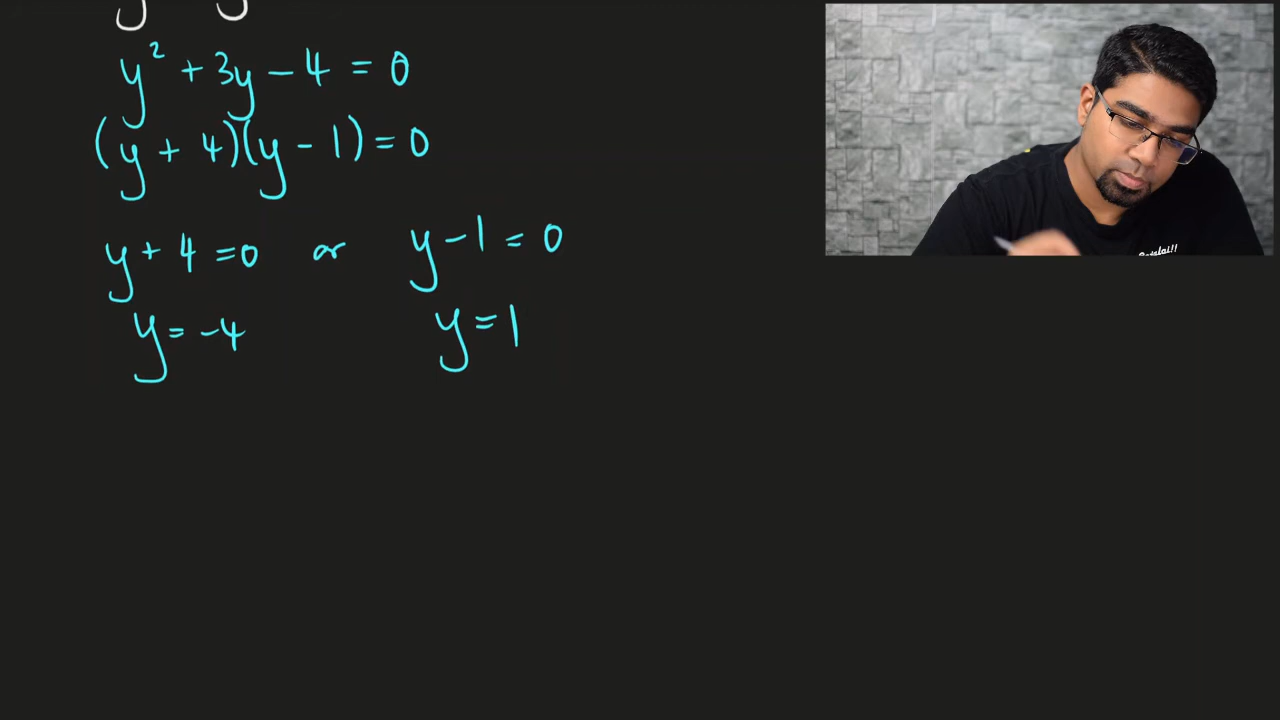 y² + 3y - 4 = 0
(y + 4)(y - 1) = 0
y + 4 = 0 or y - 1 = 0
y = -4 y = 1